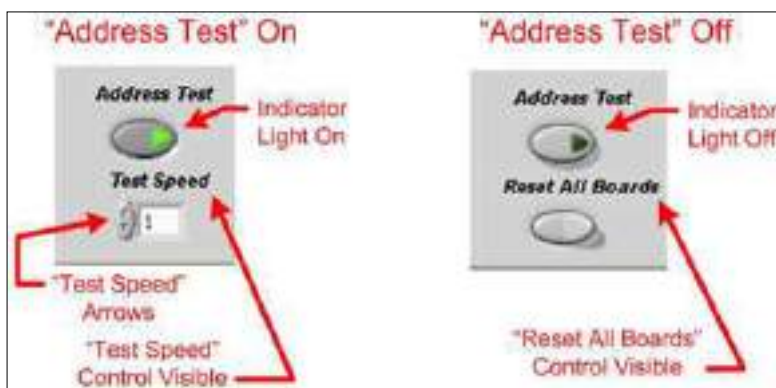 "Address Test" On
Address Test
Indicator
Light On
Test Speed
1
"Test Speed"
Arrows
"Test Speed"
Control Visible
"Address Test" Off
Address Test
Indicator
Light Off
Reset All Boards
"Reset All Boards"
Control Visible